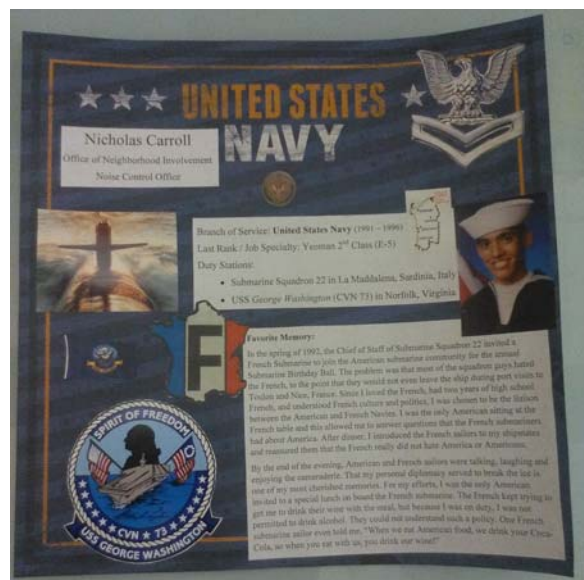 UNITED STATES
NAVY
Nicholas Carroll
Office of Neighborhood Involvement
Noise Control Office
Branch of Service: United States Navy (1991 – 1996)
Last Rank / Job Specialty: Yeoman 2nd Class (E-5)
Duty Stations:
• Submarine Squadron 22 in La Maddalena, Sardinia, Italy
• USS George Washington (CVN 73) in Norfolk, Virginia
F
Favorite Memory:
In the spring of 1992, the Chief of Staff of Submarine Squadron 22 invited a
French Submarine to join the American submarine community for the annual
Submarine Birthday Ball. The problem was that most of the squadron guys hated
the French, to the point that they would not even leave the ship during port visits to
Toulon and Nice, France. Since I loved the French, had two years of high school
French, and understood French culture and politics, I was chosen to be the liaison
between the American and French Navies. I was the only American sitting at the
French table and this allowed me to answer questions that the French submariners
had about America. After dinner, I introduced the French sailors to my shipmates
and reassured them that the French really did not hate America or Americans.
By the end of the evening, American and French sailors were talking, laughing and
enjoying the camaraderie. That my personal diplomacy served to break the ice is
one of my most cherished memories. For my efforts, I was the only American
invited to a special lunch on board the French submarine. The French kept trying to
get me to drink their wine with the meal, but because I was on duty, I was not
permitted to drink alcohol. They could not understand such a policy. One French
submarine sailor even told me, "When we eat American food, we drink your Coca-
Cola, so when you eat with us, you drink our wine!"
SPIRIT OF FREEDOM
CVN ★ 73
USS GEORGE WASHINGTON